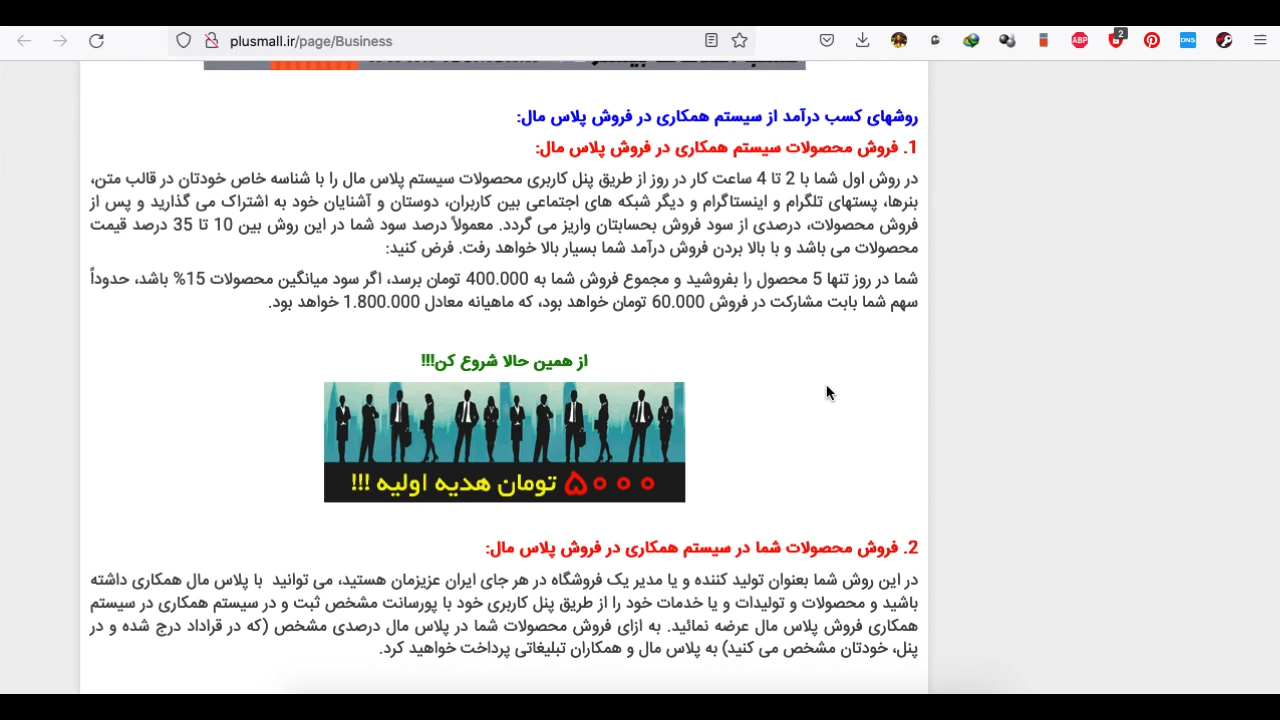 plusmall.ir/page/Business
2
ABP
DNS
روشهای کسب درآمد از سیستم همکاری در فروش پلاس مال:
1. فروش محصولات سیستم همکاری در فروش پلاس مال:
در روش اول شما با 2 تا 4 ساعت کار در روز از طریق پنل کاربری محصولات سیستم پلاس مال را با شناسه خاص خودتان در قالب متن،
بنرها، پستهای تلگرام و اینستاگرام و دیگر شبکه های اجتماعی بین کاربران، دوستان و آشنایان خود به اشتراک می گذارید و پس از
فروش محصولات، درصدی از سود فروش بحسابتان واریز می گردد. معمولاً درصد سود شما در این روش بین 10 تا 35 درصد قیمت
محصولات می باشد و با بالا بردن فروش درآمد شما بسیار بالا خواهد رفت. فرض کنید:
شما در روز تنها 5 محصول را بفروشید و مجموع فروش شما به 400.000 تومان برسد، اگر سود میانگین محصولات 15% باشد، حدوداً
سهم شما بابت مشارکت در فروش 60.000 تومان خواهد بود، که ماهیانه معادل 1.800.000 خواهد بود.
از همین حالا شروع کن!!!
۵۰۰۰ تومان هدیه اولیه !!!
2. فروش محصولات شما در سیستم همکاری در فروش پلاس مال:
در این روش شما بعنوان تولید کننده و یا مدیر یک فروشگاه در هر جای ایران عزیزمان هستید، می توانید با پلاس مال همکاری داشته
باشید و محصولات و تولیدات و یا خدمات خود را از طریق پنل کاربری خود با پورسانت مشخص ثبت و در سیستم همکاری در سیستم
همکاری فروش پلاس مال عرضه نمائید. به ازای فروش محصولات شما در پلاس مال درصدی مشخص (که در قراداد درج شده و در
پنل، خودتان مشخص می کنید) به پلاس مال و همکاران تبلیغاتی پرداخت خواهید کرد.